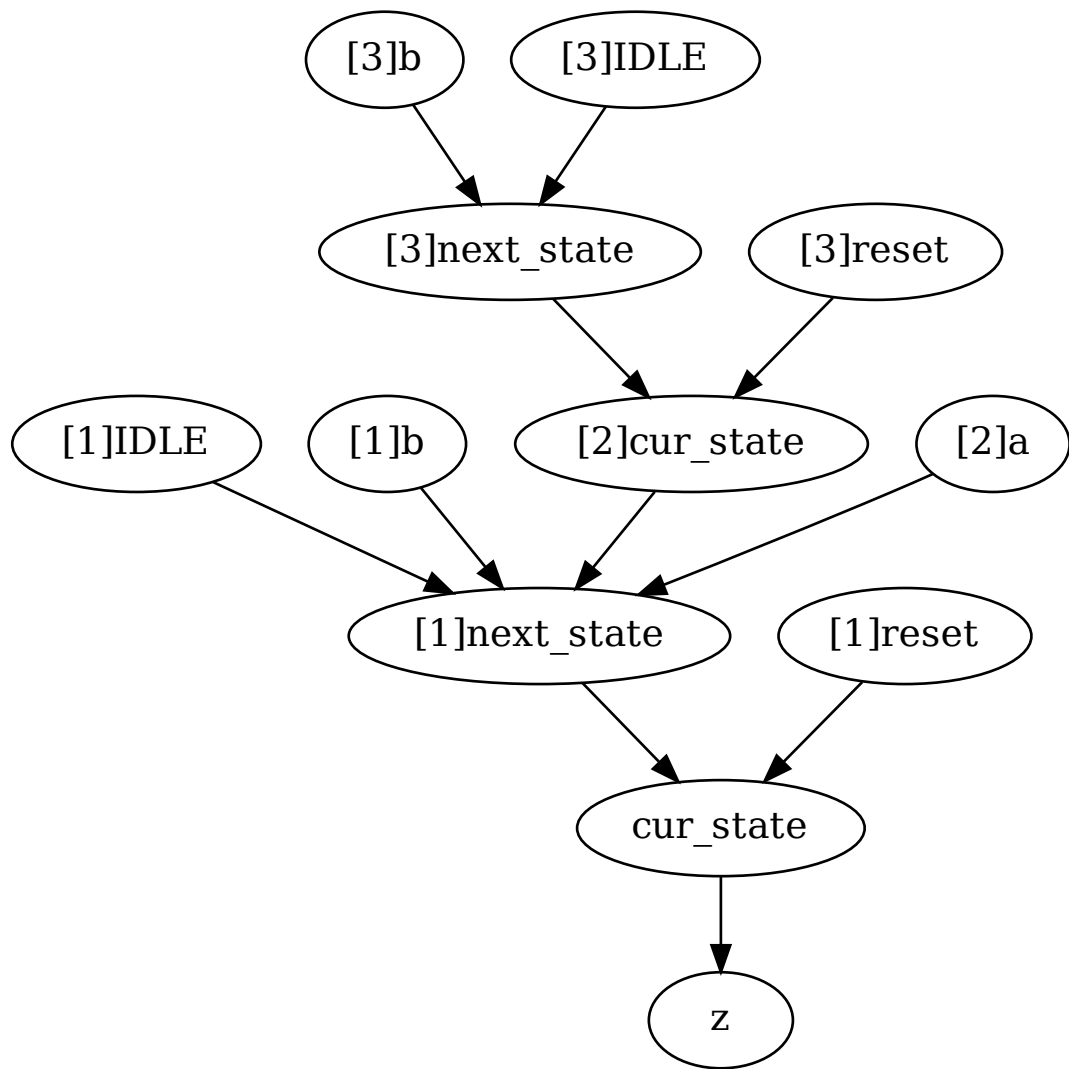 [3]b
[3]IDLE
[3]next_state
[3]reset
[1]IDLE
[1]b
[2]cur_state
[2]a
[1]next_state
[1]reset
cur_state
z